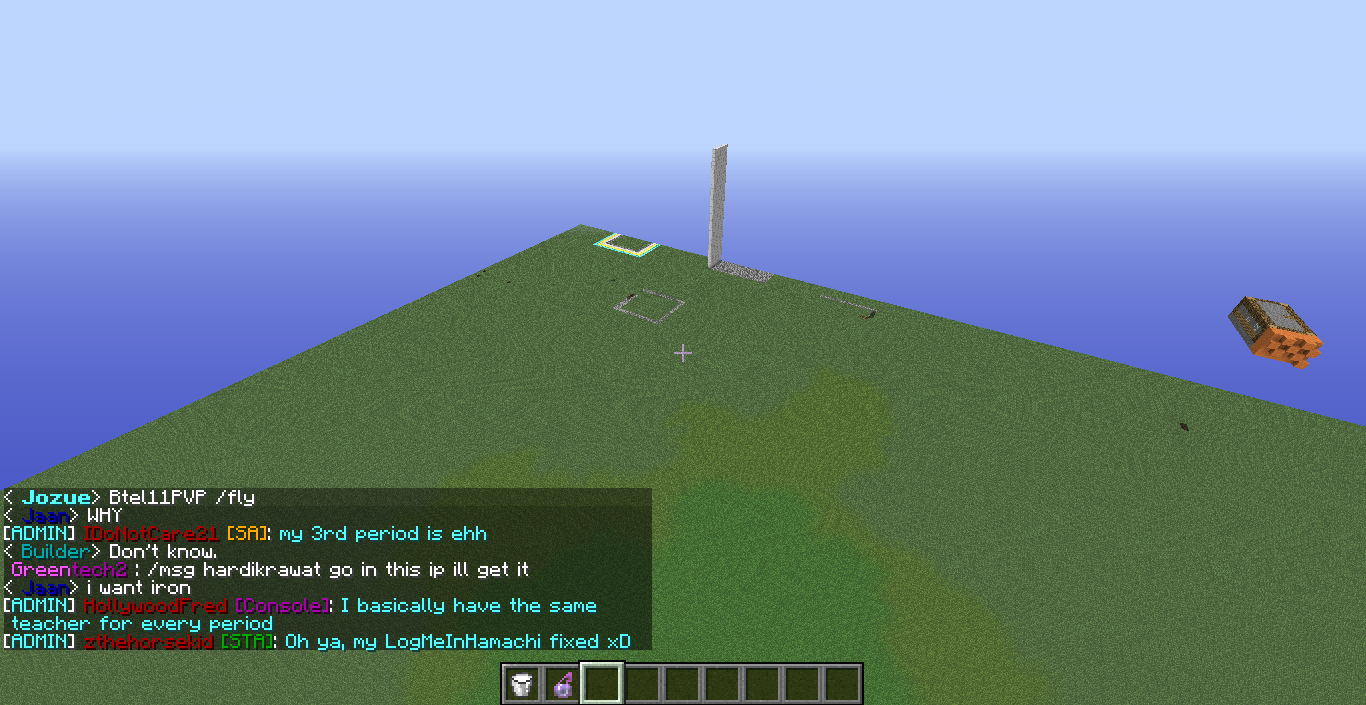 < Jozue> Btel11PVP /fly
< Jaan> WHY
[ADMIN] IDoNotCare21 [SA]: my 3rd period is ehh
< Builder> Don't know.
Greentech2 : /msg hardikrawat go in this ip ill get it
< Jaan> i want iron
[ADMIN] HollywoodFred [Console]: I basically have the same
teacher for every period
[ADMIN] zthehorsekid [STA]: Oh ya, my LogMeInHamachi fixed xD